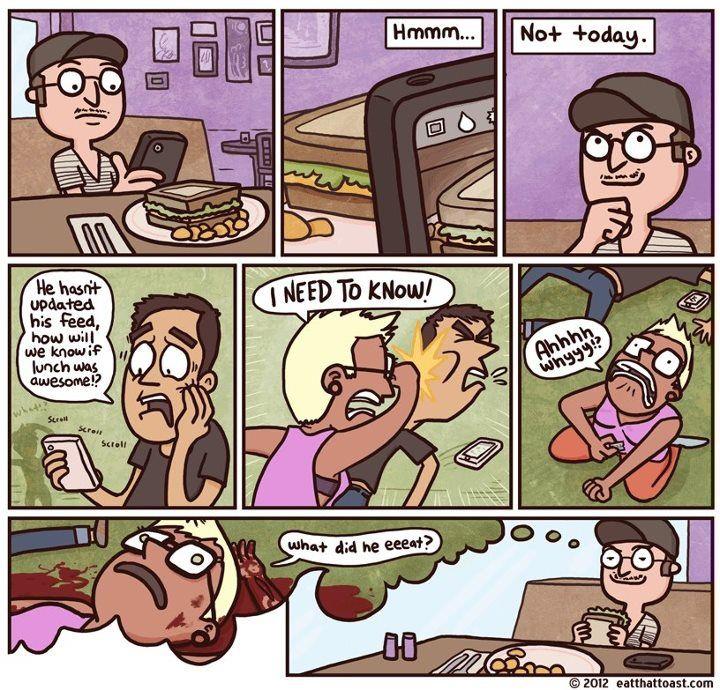 Hmmm...
Not today.
He hasn't
updated
his feed,
how will
we know if
lunch was
awesome!?
What!?
Scroll
Scroll
Scroll
I NEED TO KNOW!
Ahhhh
whyyy!?
What did he eeeat?
© 2012 eatthattoast.com